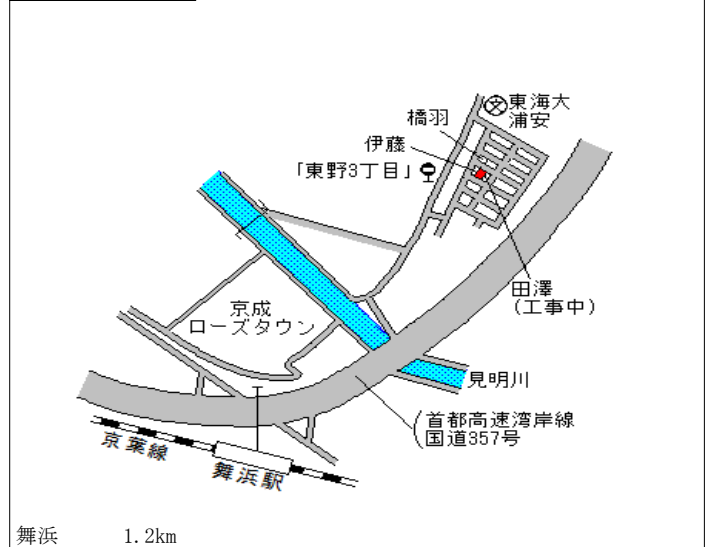 東海大
浦安
橋羽
伊藤
「東野3丁目」
田澤
(工事中)
京成
ローズタウン
見明川
首都高速湾岸線
国道357号
京葉線
舞浜駅
舞浜　　　1.2km